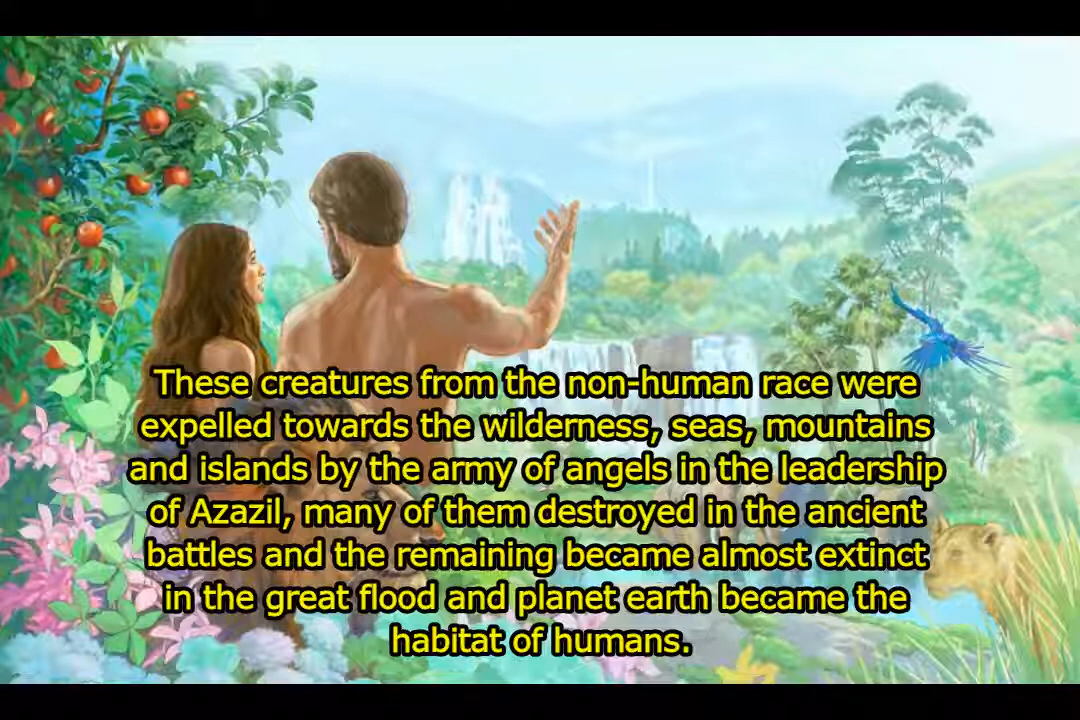 These creatures from the non-human race were
expelled towards the wilderness, seas, mountains
and islands by the army of angels in the leadership
of Azazil, many of them destroyed in the ancient
battles and the remaining became almost extinct
in the great flood and planet earth became the
habitat of humans.